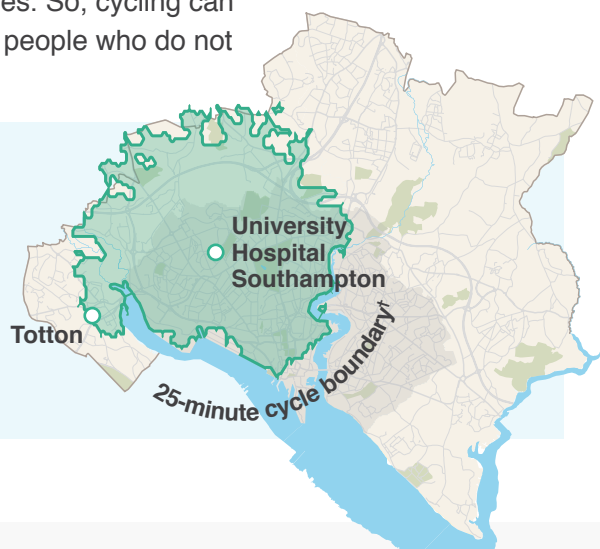 es. So, cycling can
people who do not
University
Hospital
Southampton
Totton
25-minute cycle boundary†